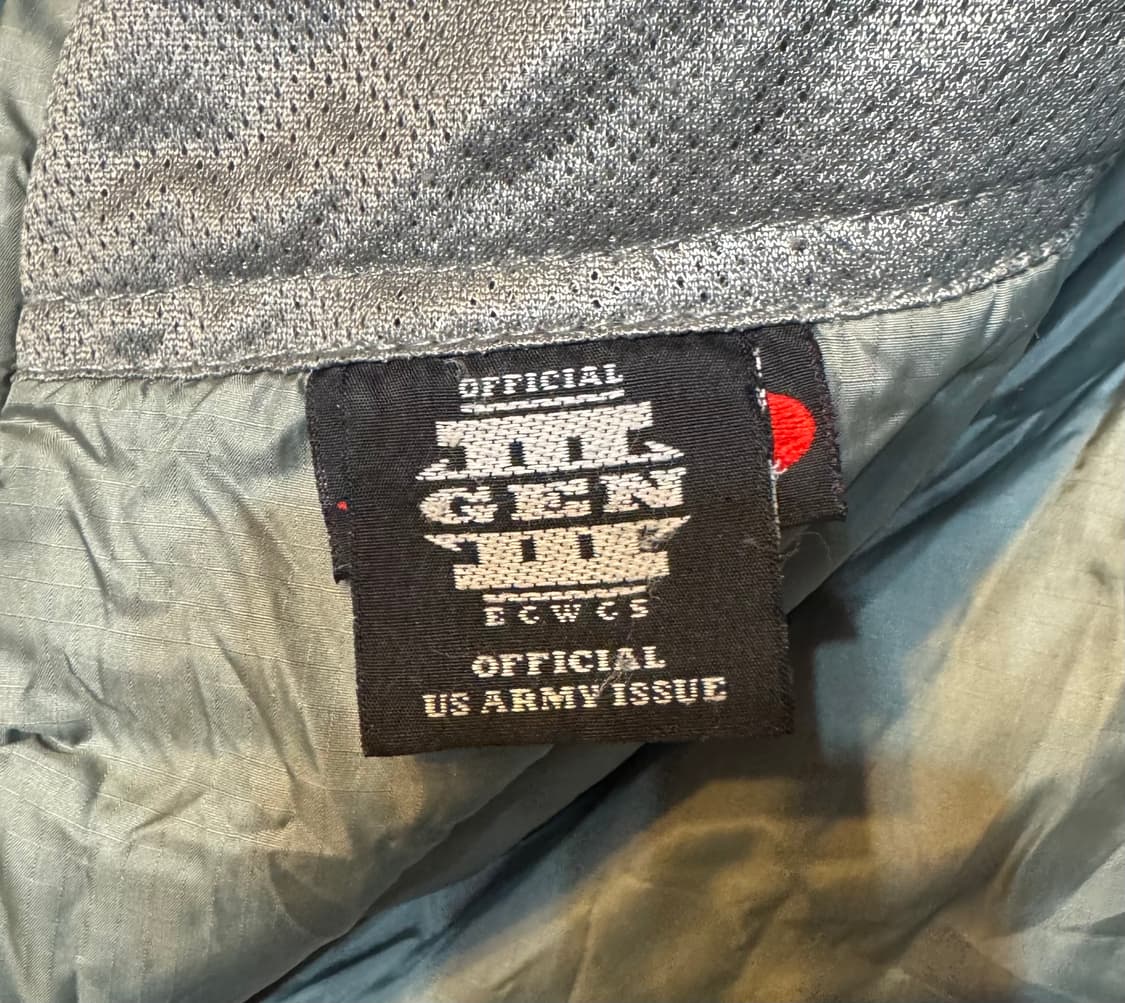 OFFICIAL
III
GEN
III
ECWCS
OFFICIAL
US ARMY ISSUE